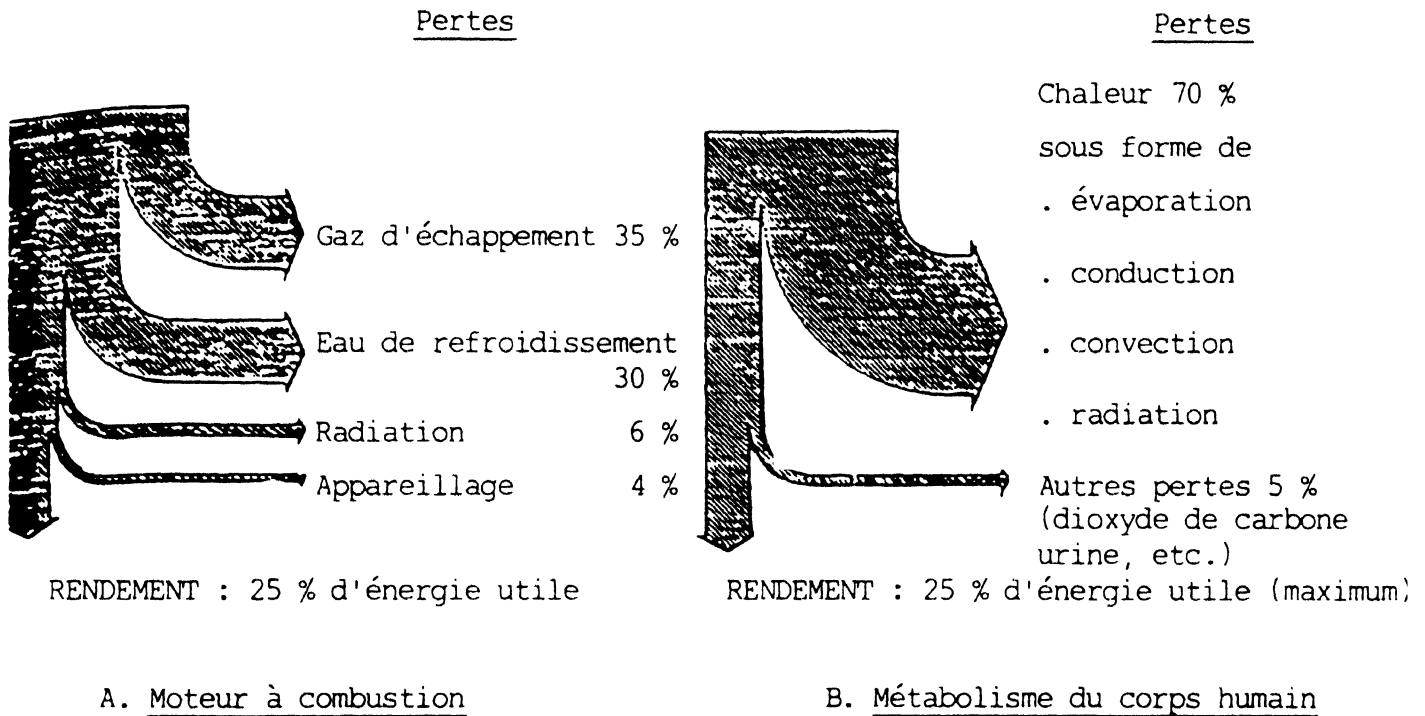 Pertes
Gaz d'échappement 35 %
Eau de refroidissement
30 %
Radiation 6 %
Appareillage 4 %
RENDEMENT : 25 % d'énergie utile
A. Moteur à combustion
Pertes
Chaleur 70 %
sous forme de
. évaporation
. conduction
. convection
. radiation
Autres pertes 5 %
(dioxyde de carbone
urine, etc.)
RENDEMENT : 25 % d'énergie utile (maximum)
B. Métabolisme du corps humain